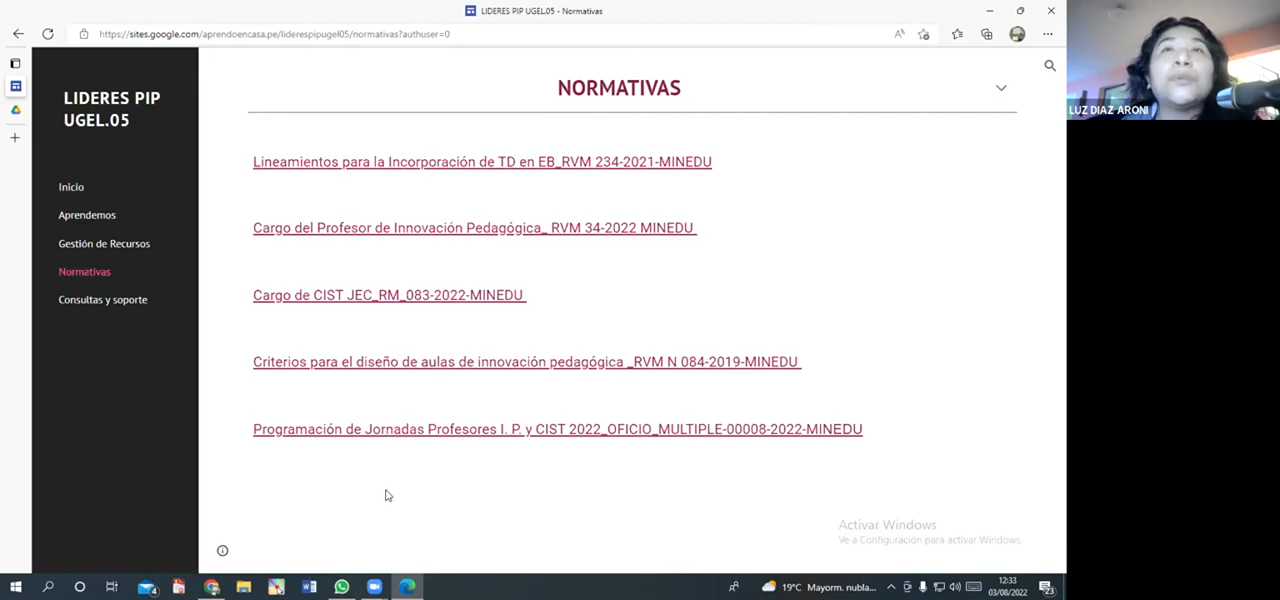 LIDERES PIP UGEL.05 - Normativas
https://sites.google.com/aprendoencasa.pe/liderespipugel05/normativas?authuser=0
LIDERES PIP
UGEL.05
Inicio
Aprendemos
Gestión de Recursos
Normativas
Consultas y soporte
NORMATIVAS
Lineamientos para la Incorporación de TD en EB_RVM 234-2021-MINEDU
Cargo del Profesor de Innovación Pedagógica_ RVM 34-2022 MINEDU
Cargo de CIST JEC_RM_083-2022-MINEDU
Criterios para el diseño de aulas de innovación pedagógica _RVM N 084-2019-MINEDU
Programación de Jornadas Profesores I. P. y CIST 2022_OFICIO_MULTIPLE-00008-2022-MINEDU
Activar Windows
Ve a Configuración para activar Windows.
LUZ DIAZ ARONI
19°C Mayorm. nubla...
12:33
03/08/2022
23